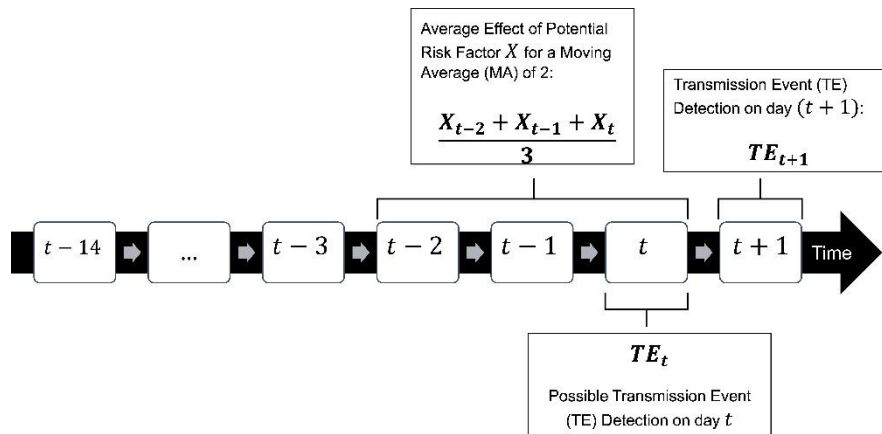 Average Effect of Potential
Risk Factor X for a Moving
Average (MA) of 2:
X_{t−2} + X_{t−1} + X_t
3
Transmission Event (TE)
Detection on day (t + 1):
TE_{t+1}
t − 14
...
t − 3
t − 2
t − 1
t
t + 1
Time
TE_t
Possible Transmission Event
(TE) Detection on day t